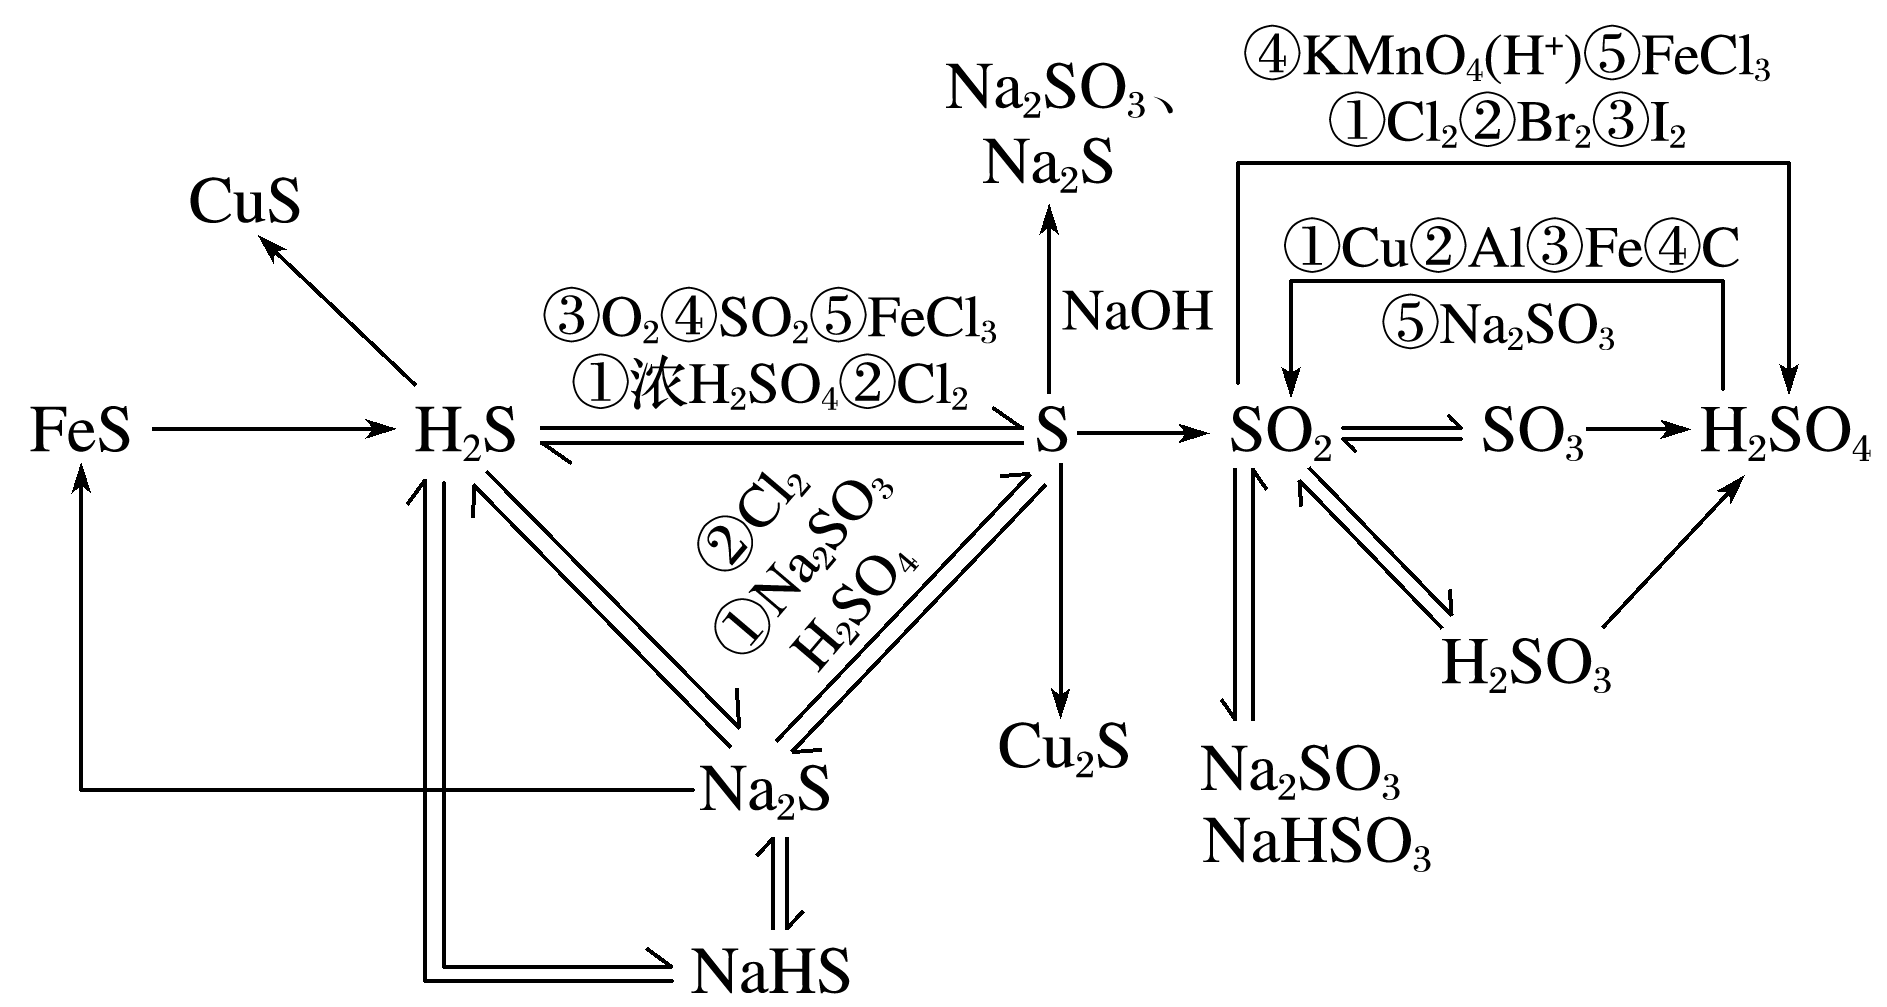 ④KMnO₄(H⁺)⑤FeCl₃
①Cl₂②Br₂③I₂
Na₂SO₃、
Na₂S
CuS
①Cu②Al③Fe④C
⑤Na₂SO₃
NaOH
③O₂④SO₂⑤FeCl₃
①浓H₂SO₄②Cl₂
FeS
H₂S
S
SO₂
SO₃
H₂SO₄
②Cl₂
①Na₂SO₃
H₂SO₄
H₂SO₃
Cu₂S
Na₂S
Na₂SO₃
NaHSO₃
NaHS